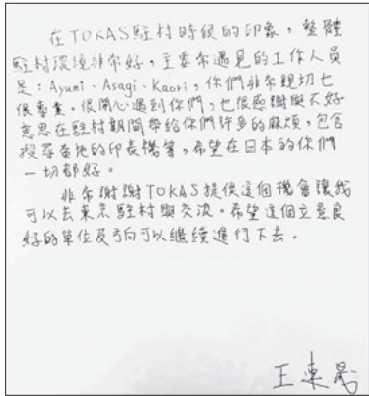 在TOKAS駐村時候的印象,整體
駐村環境非常好,主要常遇見的工作人員
是:Ayumi、Asagi、Kaori,你們非常親切也
很專業。很開心遇到你們,也很感謝與不好
意思在駐村期間帶給你們許多的麻煩,包含
搜尋當地的印表機等,希望在日本的你們
一切都好。
非常謝謝TOKAS提供這個機會讓我
可以去東京駐村與交流。希望這個立意良
好的單位及方向可以繼續進行下去。
王東